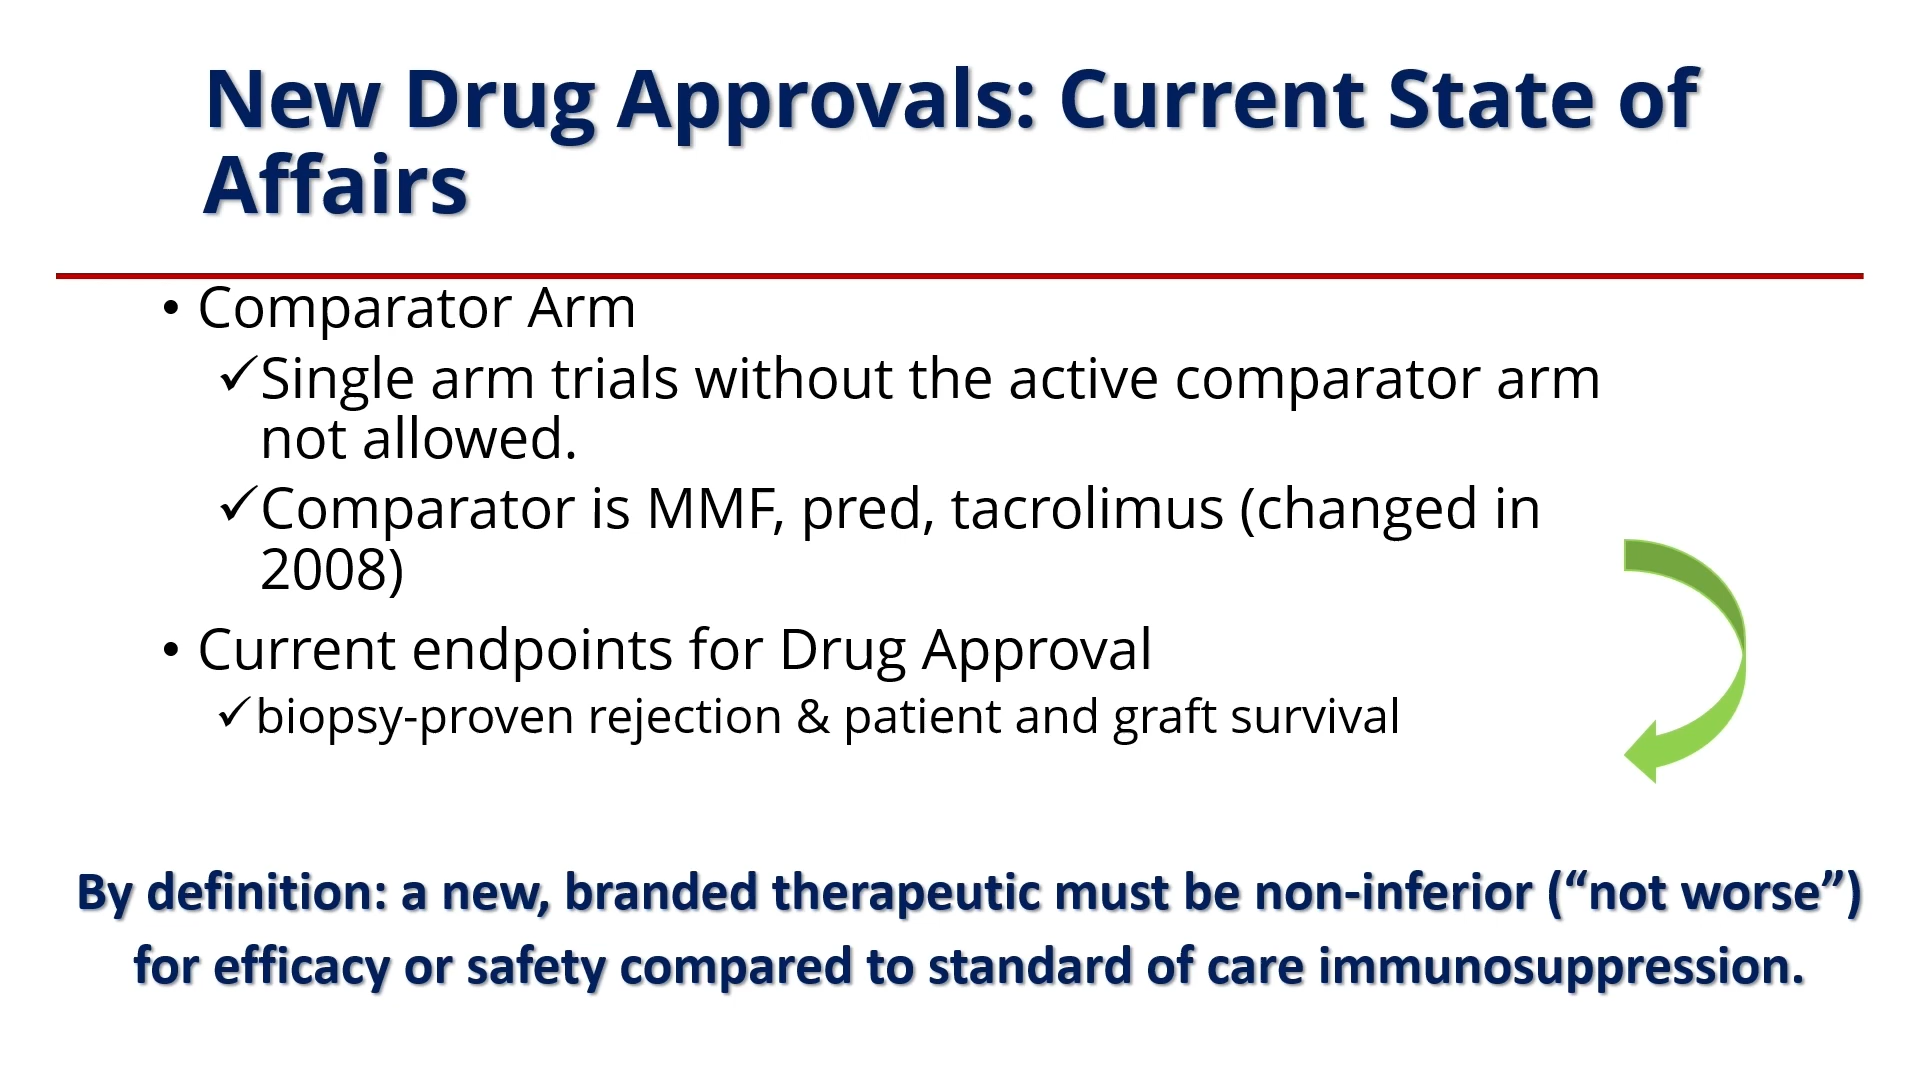 New Drug Approvals: Current State of
Affairs
• Comparator Arm
✓Single arm trials without the active comparator arm
not allowed.
✓Comparator is MMF, pred, tacrolimus (changed in
2008)
• Current endpoints for Drug Approval
✓biopsy-proven rejection & patient and graft survival
By definition: a new, branded therapeutic must be non-inferior (“not worse”)
for efficacy or safety compared to standard of care immunosuppression.